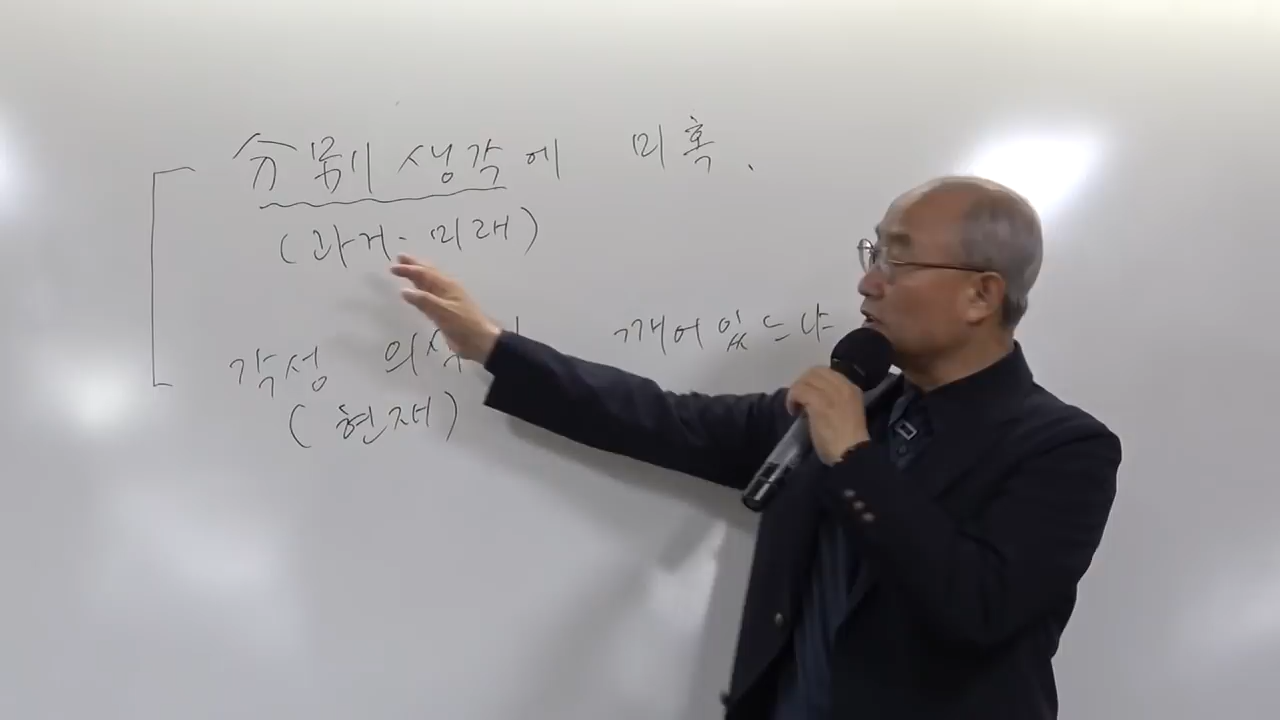 分別 생각에 미혹.
(과거·미래)
각성 의식 깨어있느냐
(현재)